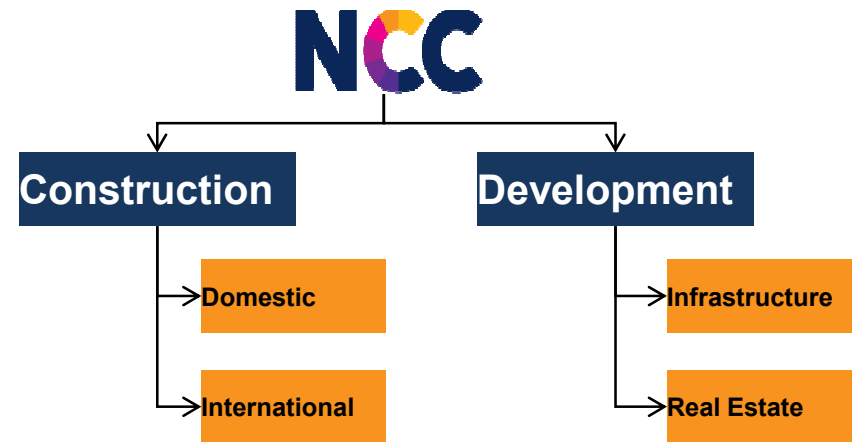 NCC
Construction
Development
Domestic
Infrastructure
International
Real Estate